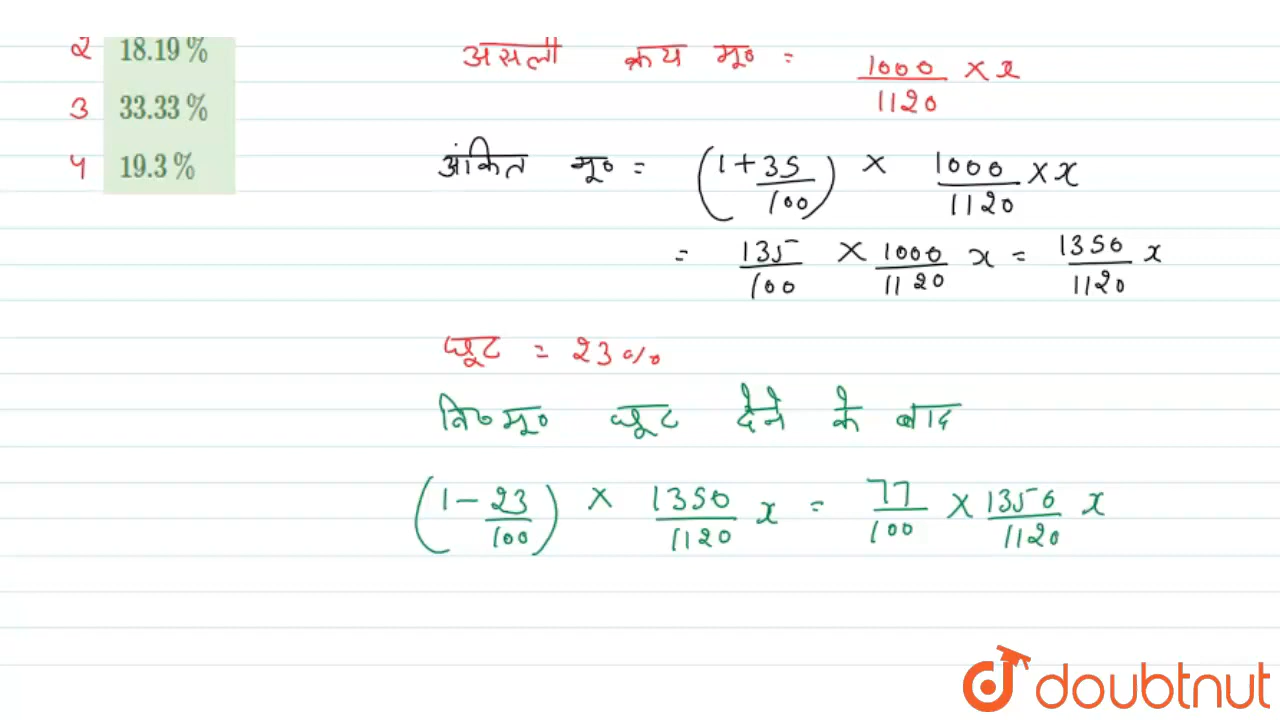 2 18.19 %
असली क्रय मू० = 1000/1120 × x
3 33.33 %
4 19.3 %
अंकित मू० = (1 + 35/100) × 1000/1120 × x
= 135/100 × 1000/1120 x = 1350/1120 x
छूट = 23 %
वि० मू० छूट देने के बाद
(1 - 23/100) × 1350/1120 x = 77/100 × 1350/1120 x
doubtnut